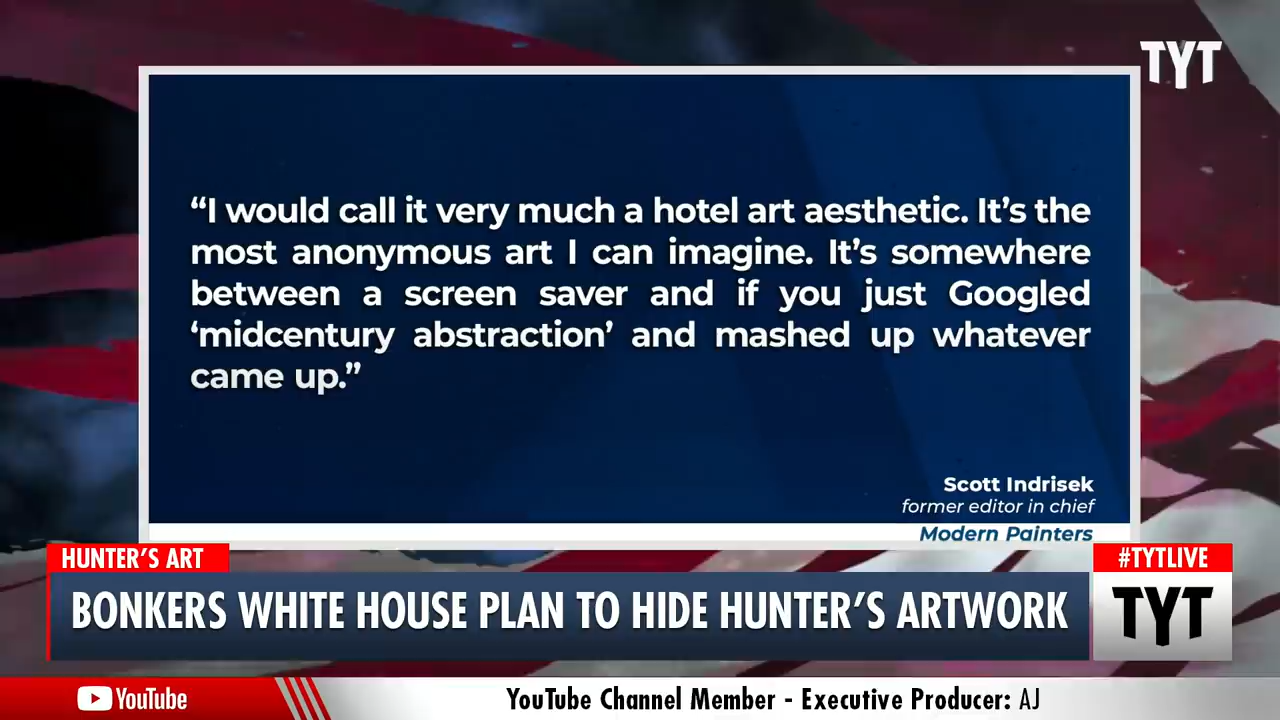 TYT
“I would call it very much a hotel art aesthetic. It’s the
most anonymous art I can imagine. It’s somewhere
between a screen saver and if you just Googled
‘midcentury abstraction’ and mashed up whatever
came up.”
Scott Indrisek
former editor in chief
Modern Painters
HUNTER’S ART
#TYTLIVE
BONKERS WHITE HOUSE PLAN TO HIDE HUNTER’S ARTWORK
TYT
YouTube
YouTube Channel Member - Executive Producer: AJ